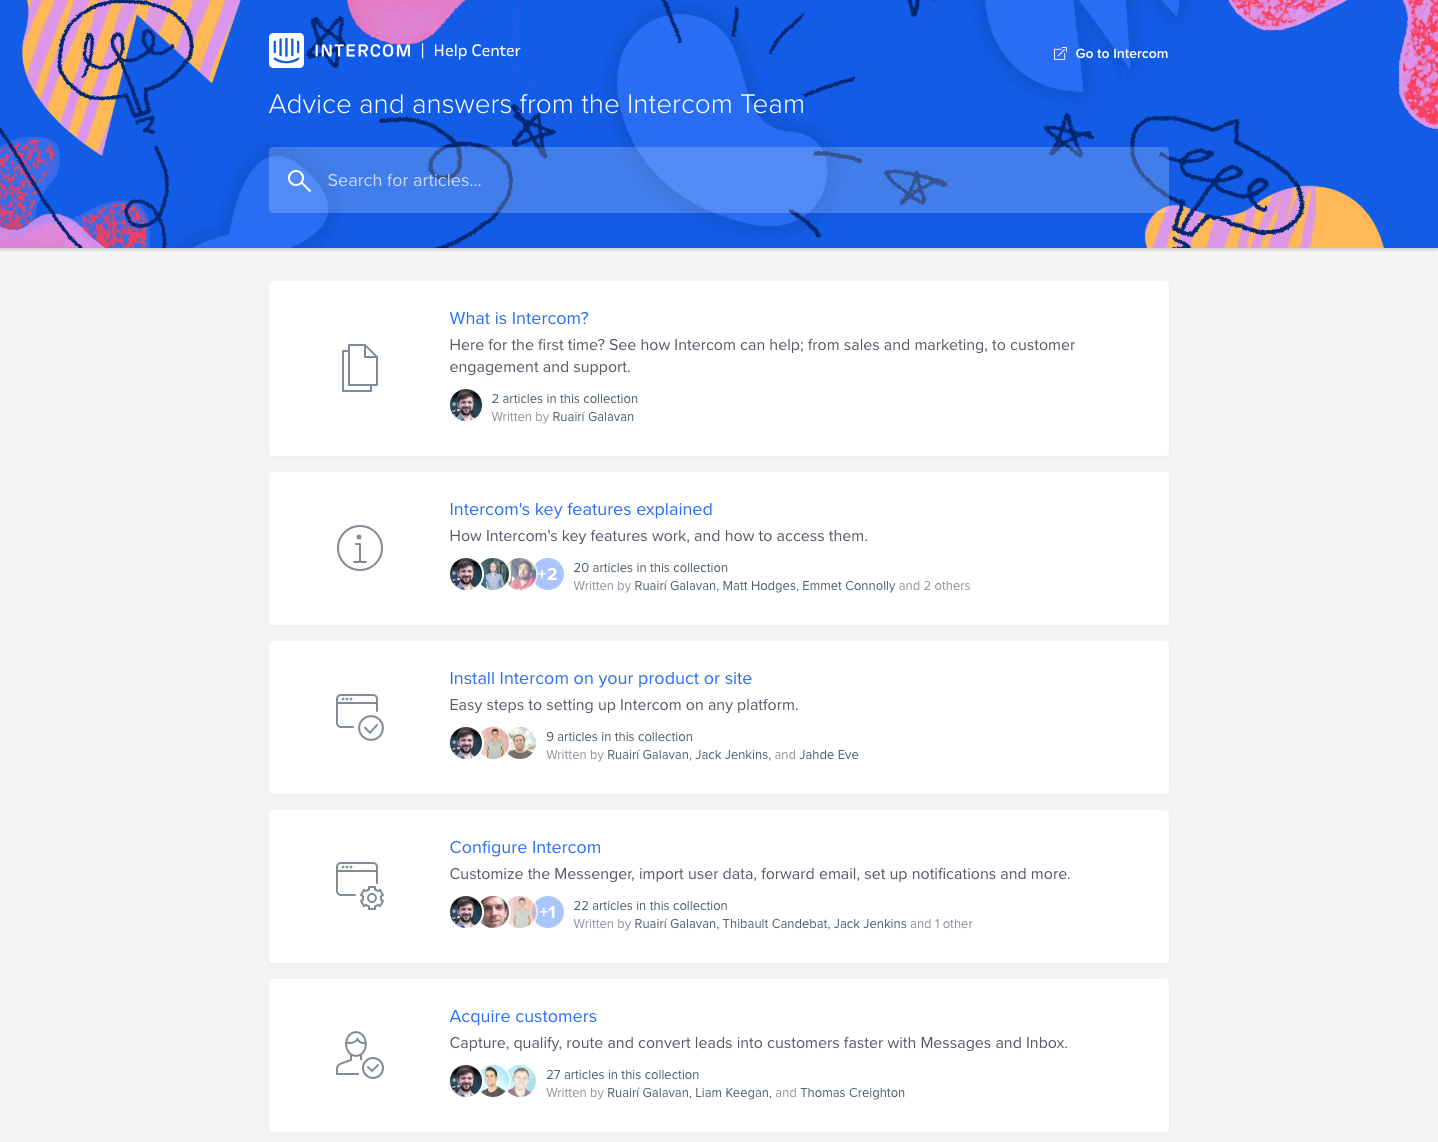 INTERCOM | Help Center
Go to Intercom
Advice and answers from the Intercom Team
Search for articles...
What is Intercom?
Here for the first time? See how Intercom can help; from sales and marketing, to customer
engagement and support.
2 articles in this collection
Written by Ruairí Galavan
Intercom's key features explained
How Intercom's key features work, and how to access them.
+2
20 articles in this collection
Written by Ruairí Galavan, Matt Hodges, Emmet Connolly and 2 others
Install Intercom on your product or site
Easy steps to setting up Intercom on any platform.
9 articles in this collection
Written by Ruairí Galavan, Jack Jenkins, and Jahde Eve
Configure Intercom
Customize the Messenger, import user data, forward email, set up notifications and more.
+1
22 articles in this collection
Written by Ruairí Galavan, Thibault Candebat, Jack Jenkins and 1 other
Acquire customers
Capture, qualify, route and convert leads into customers faster with Messages and Inbox.
27 articles in this collection
Written by Ruairí Galavan, Liam Keegan, and Thomas Creighton